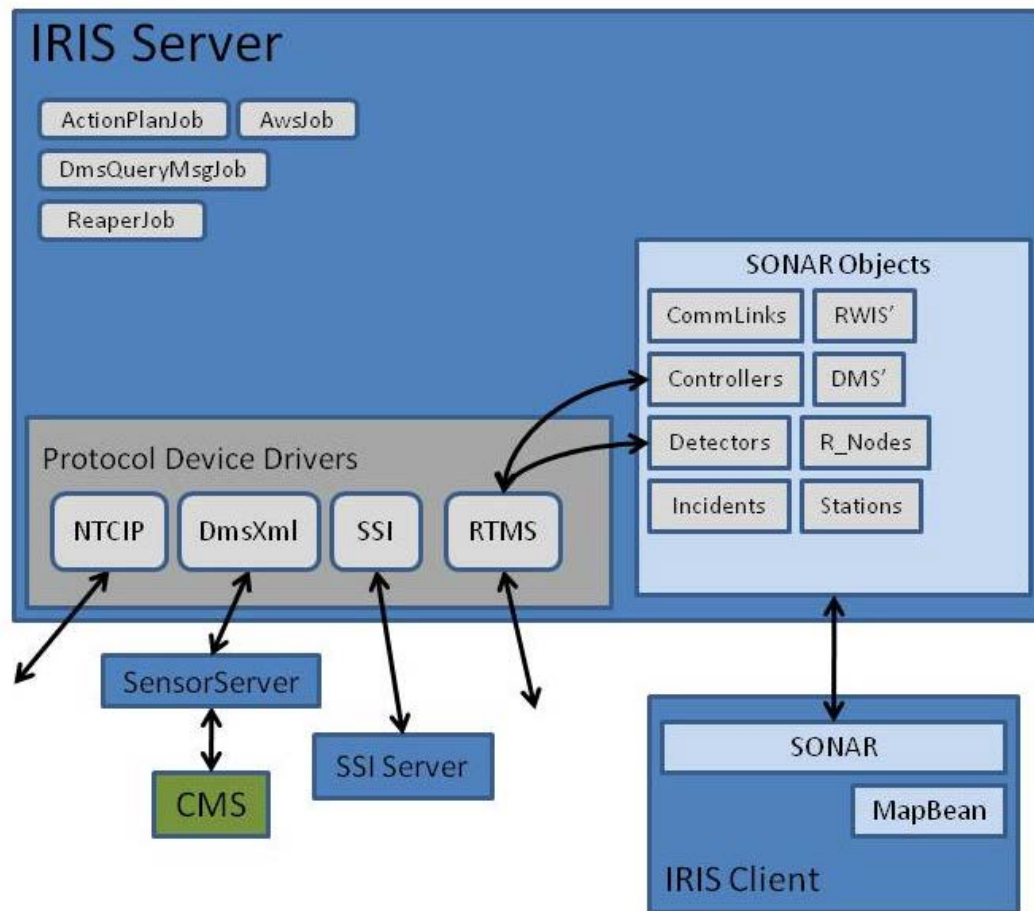 IRIS Server
ActionPlanJob AwsJob
DmsQueryMsgJob
ReaperJob
SONAR Objects
CommLinks RWIS’
Controllers DMS’
Detectors R_Nodes
Incidents Stations
Protocol Device Drivers
NTCIP DmsXml SSI RTMS
SensorServer
SSI Server
CMS
SONAR
MapBean
IRIS Client